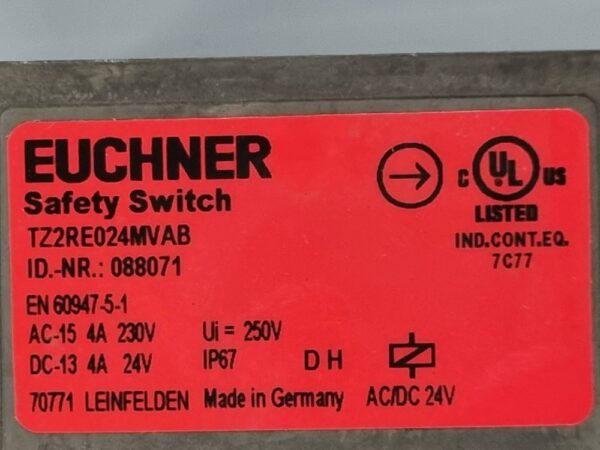 EUCHNER
Safety Switch
TZ2RE024MVAB
ID.-NR.: 088071
C UL US
LISTED
IND.CONT.EQ.
7C77
EN 60947-5-1
AC-15 4A 230V Ui = 250V
DC-13 4A 24V IP67 D H
70771 LEINFELDEN Made in Germany AC/DC 24V